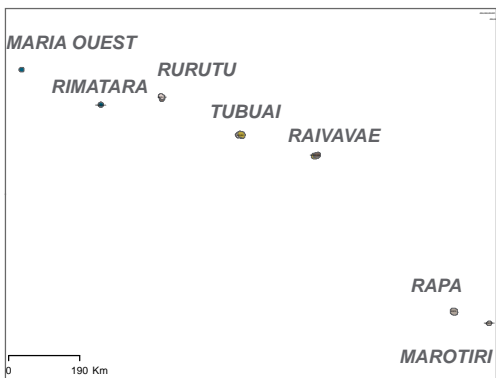 MARIA OUEST
RURUTU
RIMATARA
TUBUAI
RAIVAVAE
RAPA
MAROTIRI
0 190 Km